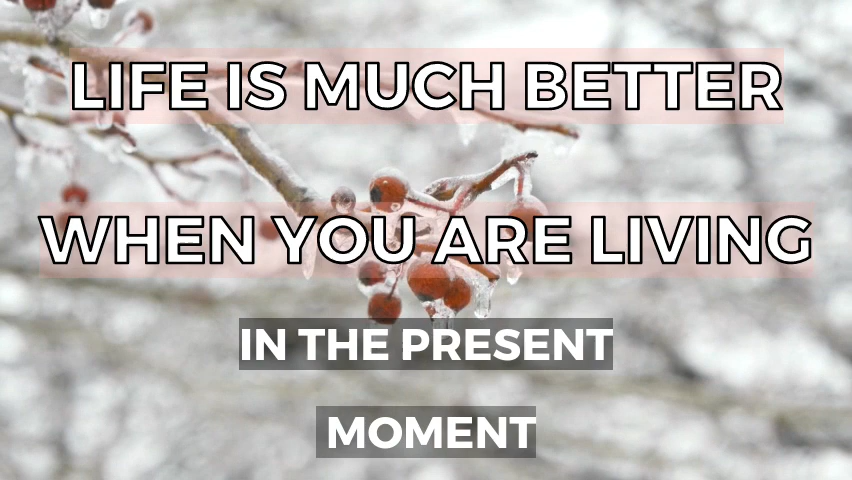 LIFE IS MUCH BETTER
WHEN YOU ARE LIVING
IN THE PRESENT
MOMENT